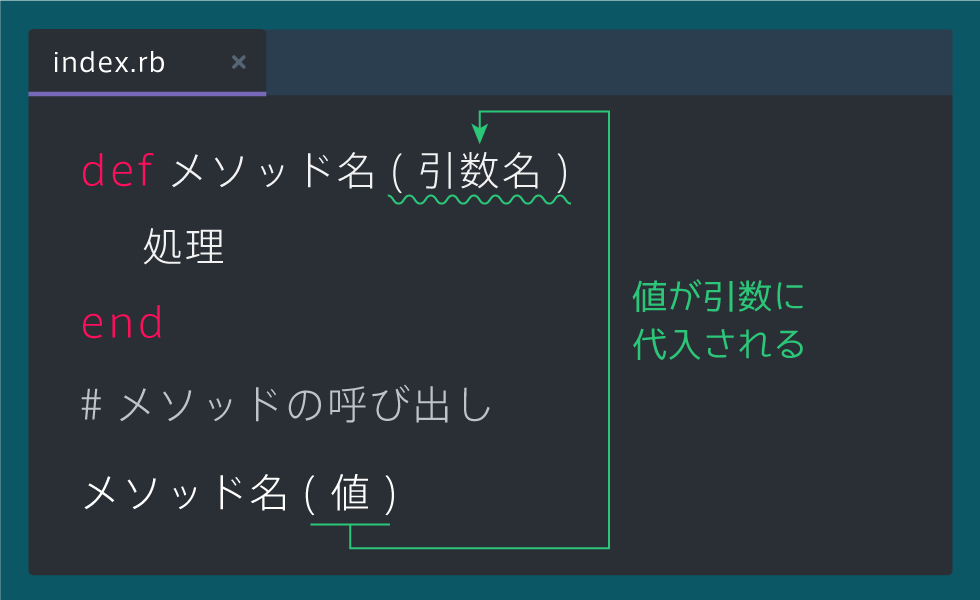 index.rb ×
def メソッド名 ( 引数名 )
処理
end
値が引数に
代入される
# メソッドの呼び出し
メソッド名 ( 値 )